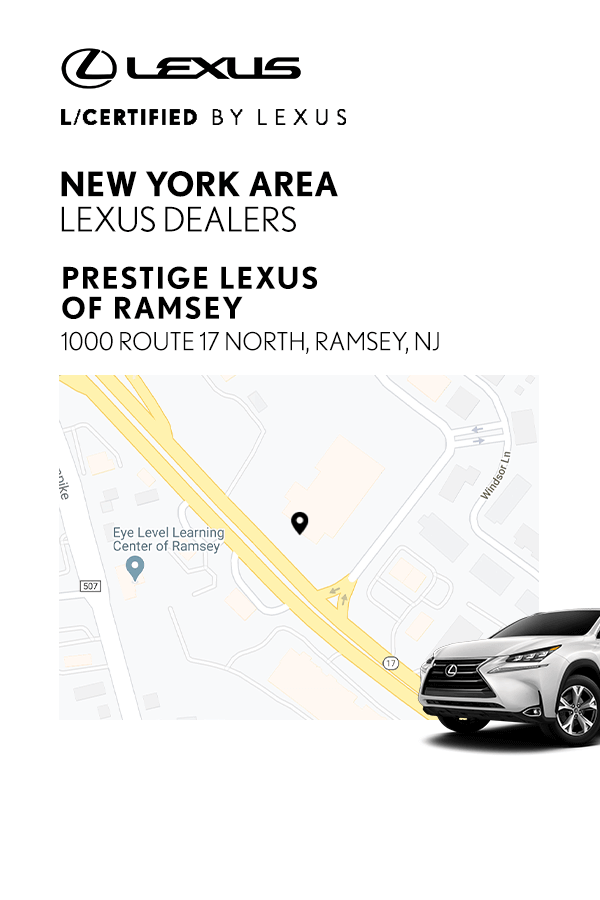 LEXUS
L/CERTIFIED BY LEXUS
NEW YORK AREA
LEXUS DEALERS
PRESTIGE LEXUS
OF RAMSEY
1000 ROUTE 17 NORTH, RAMSEY, NJ
Windsor Ln
Eye Level Learning
Center of Ramsey
507
17